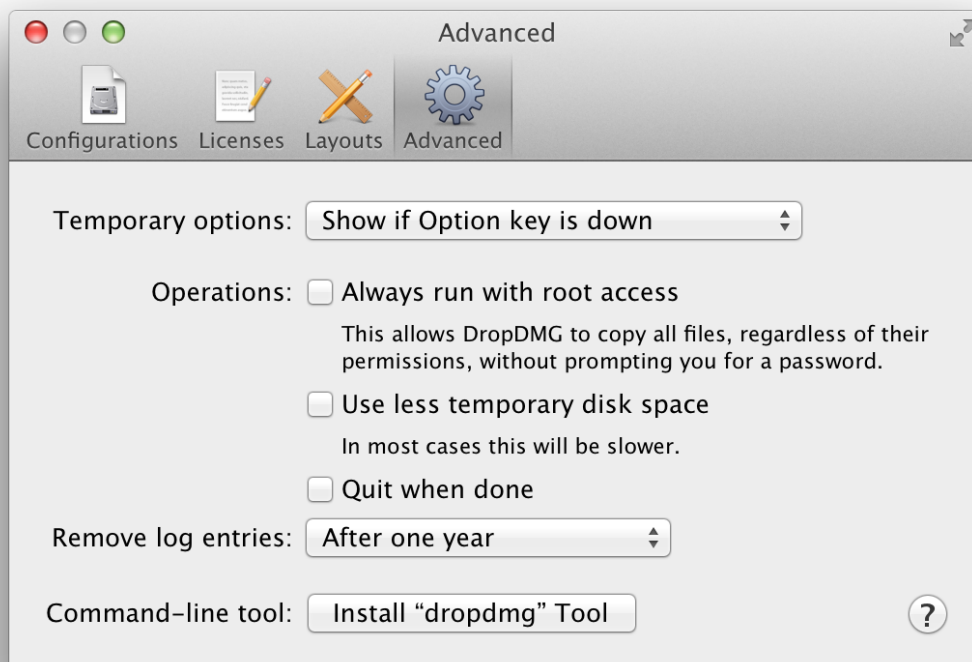 Advanced
Configurations Licenses Layouts Advanced
Temporary options: Show if Option key is down
Operations: Always run with root access
This allows DropDMG to copy all files, regardless of their
permissions, without prompting you for a password.
Use less temporary disk space
In most cases this will be slower.
Quit when done
Remove log entries: After one year
Command-line tool: Install “dropdmg” Tool ?